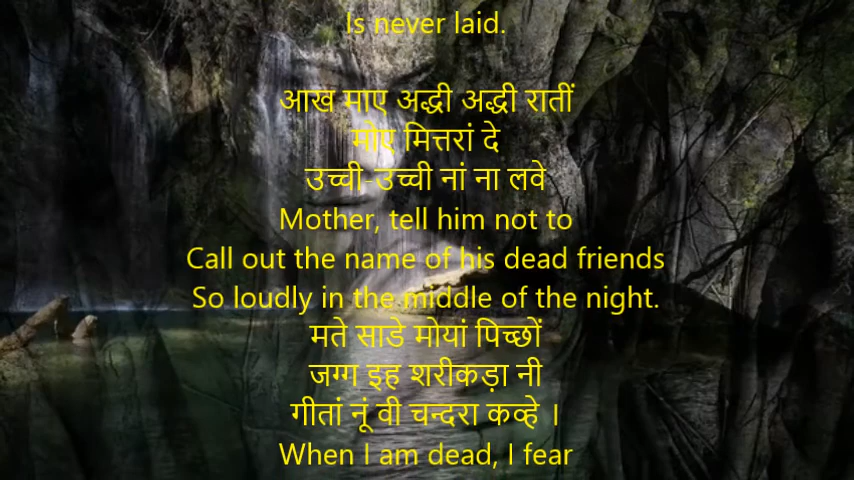 Is never laid.
आख माए अद्धी अद्धी रातीं
मोए मित्तरां दे
उच्ची-उच्ची नां ना लवे
Mother, tell him not to
Call out the name of his dead friends
So loudly in the middle of the night.
मते साडे मोयां पिच्छों
जग्ग इह शरीकड़ा नी
गीतां नूं वी चन्दरा कव्हे ।
When I am dead, I fear